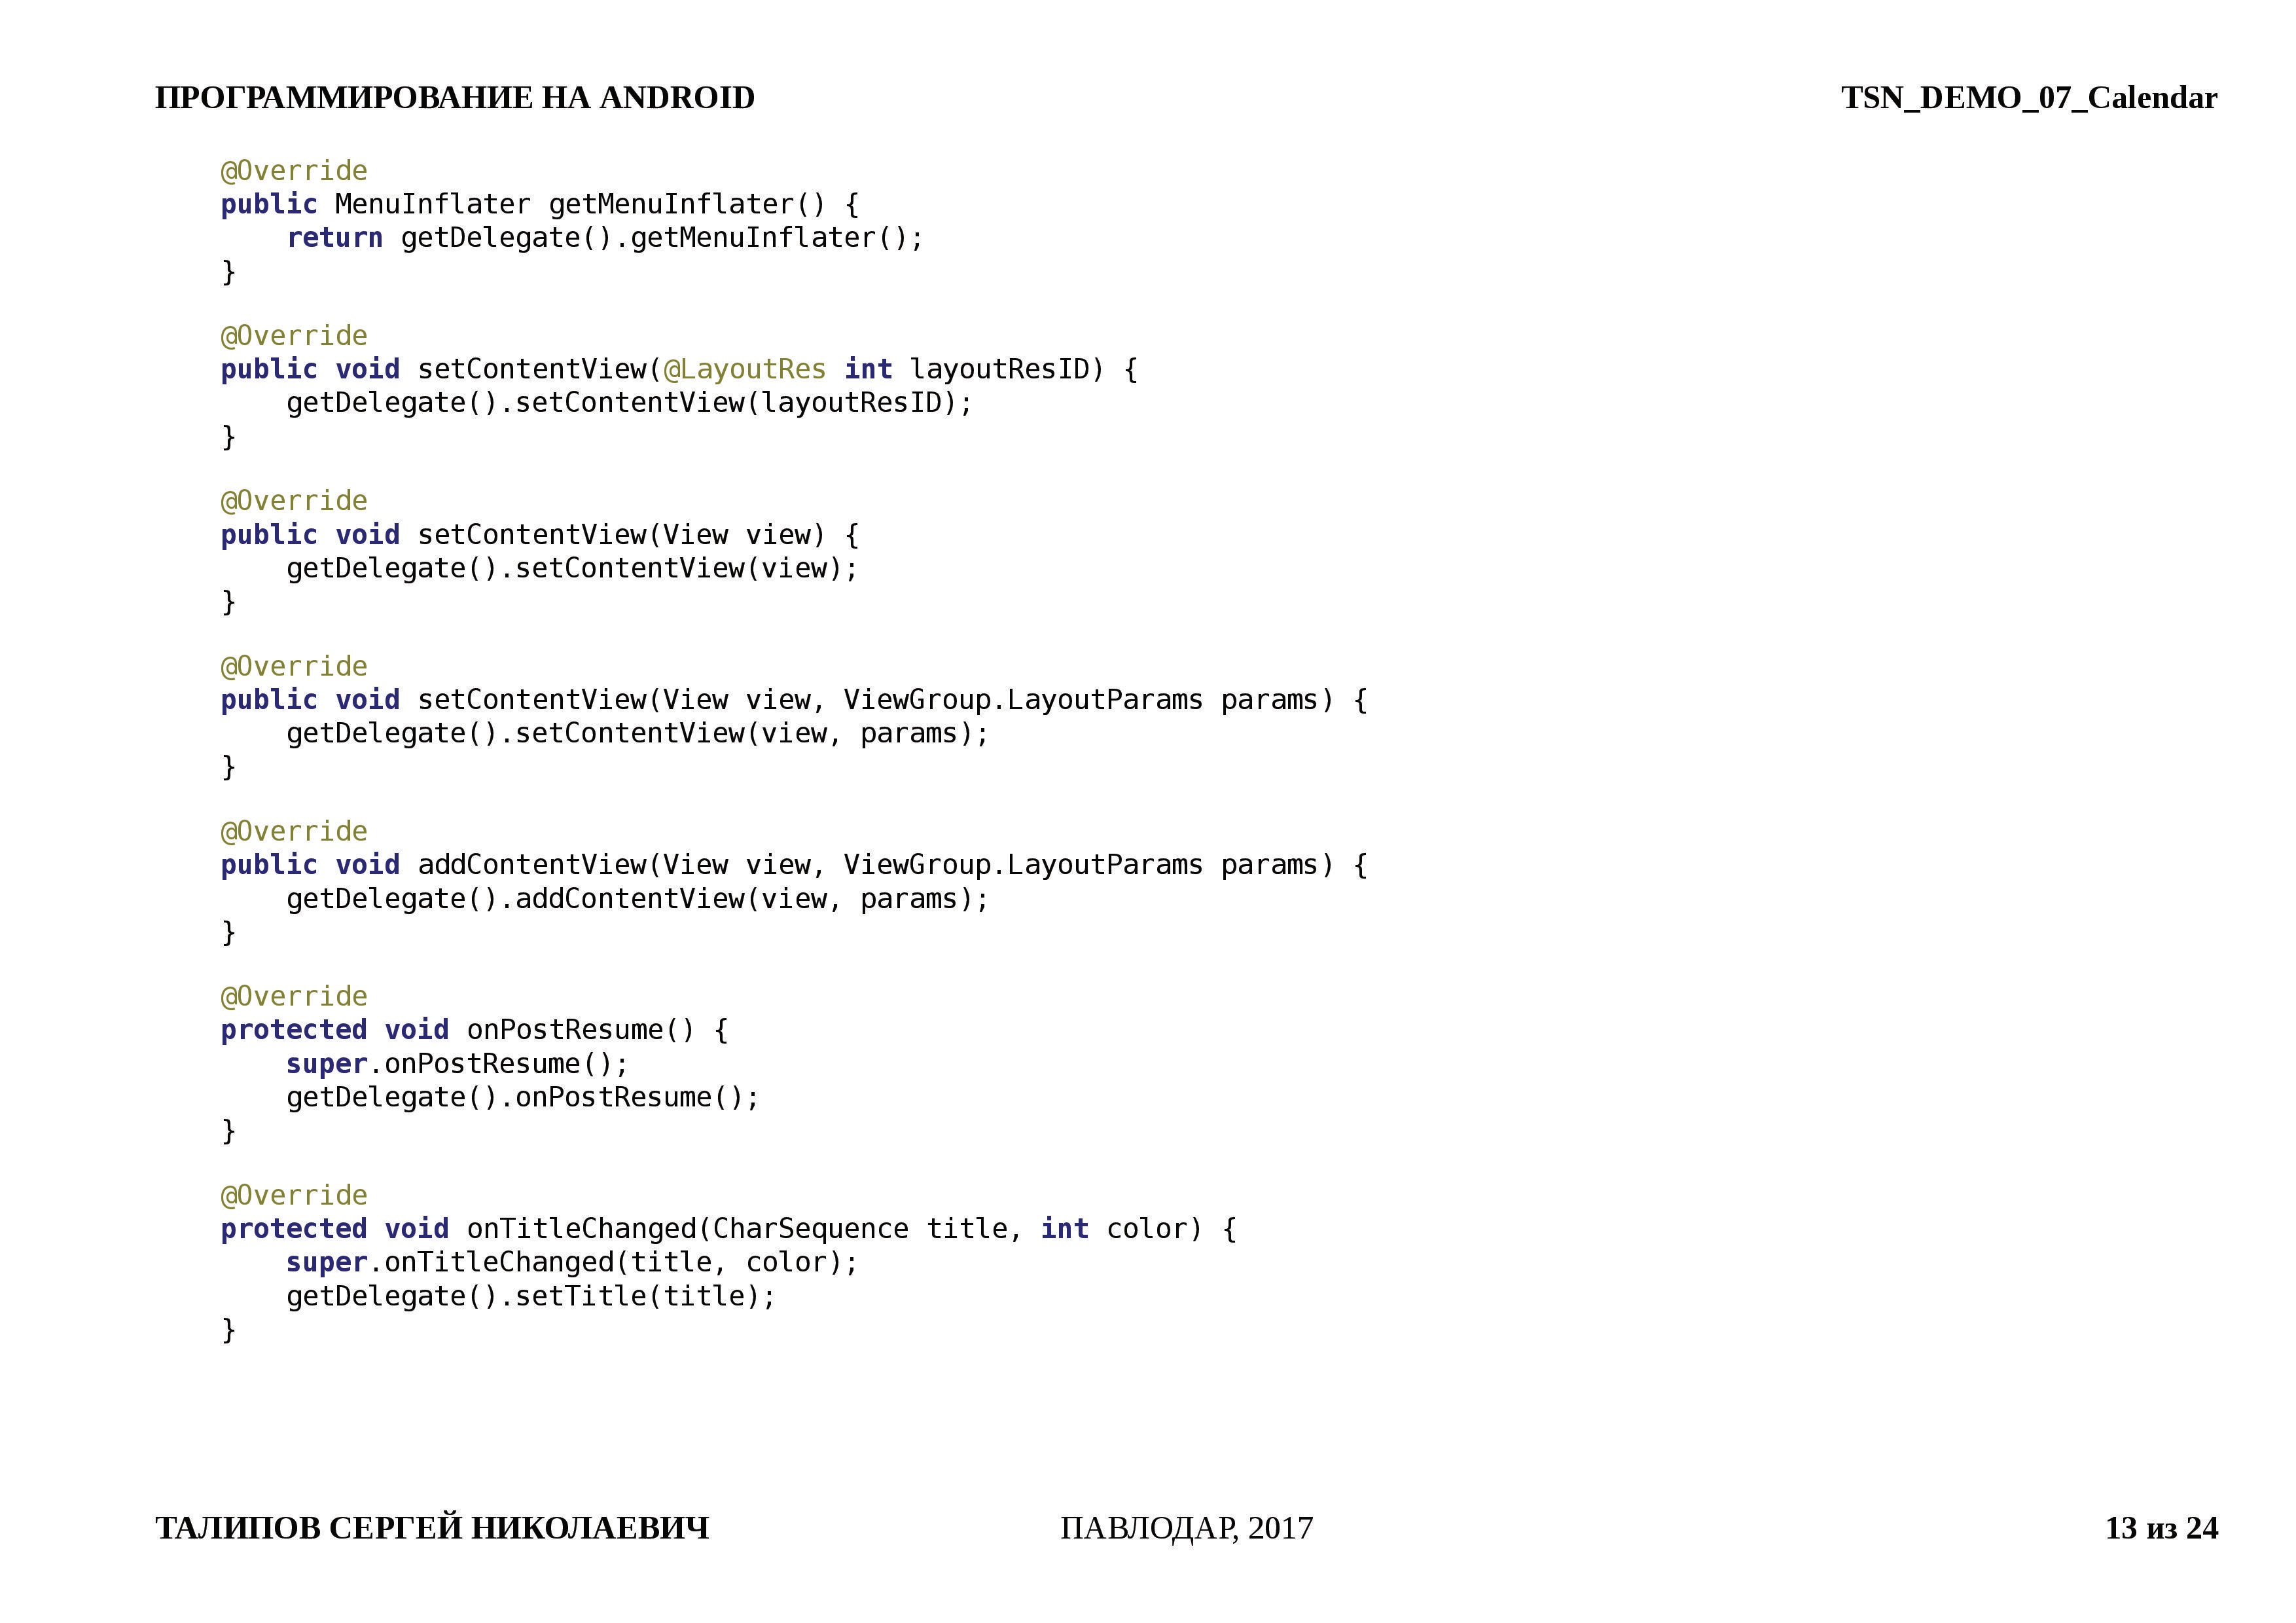 ПРОГРАММИРОВАНИЕ НА ANDROID
TSN_DEMO_07_Calendar
@Override
public MenuInflater getMenuInflater() {
    return getDelegate().getMenuInflater();
}
@Override
public void setContentView(@LayoutRes int layoutResID) {
    getDelegate().setContentView(layoutResID);
}
@Override
public void setContentView(View view) {
    getDelegate().setContentView(view);
}
@Override
public void setContentView(View view, ViewGroup.LayoutParams params) {
    getDelegate().setContentView(view, params);
}
@Override
public void addContentView(View view, ViewGroup.LayoutParams params) {
    getDelegate().addContentView(view, params);
}
@Override
protected void onPostResume() {
    super.onPostResume();
    getDelegate().onPostResume();
}
@Override
protected void onTitleChanged(CharSequence title, int color) {
    super.onTitleChanged(title, color);
    getDelegate().setTitle(title);
}
ТАЛИПОВ СЕРГЕЙ НИКОЛАЕВИЧ
ПАВЛОДАР, 2017
13 из 24